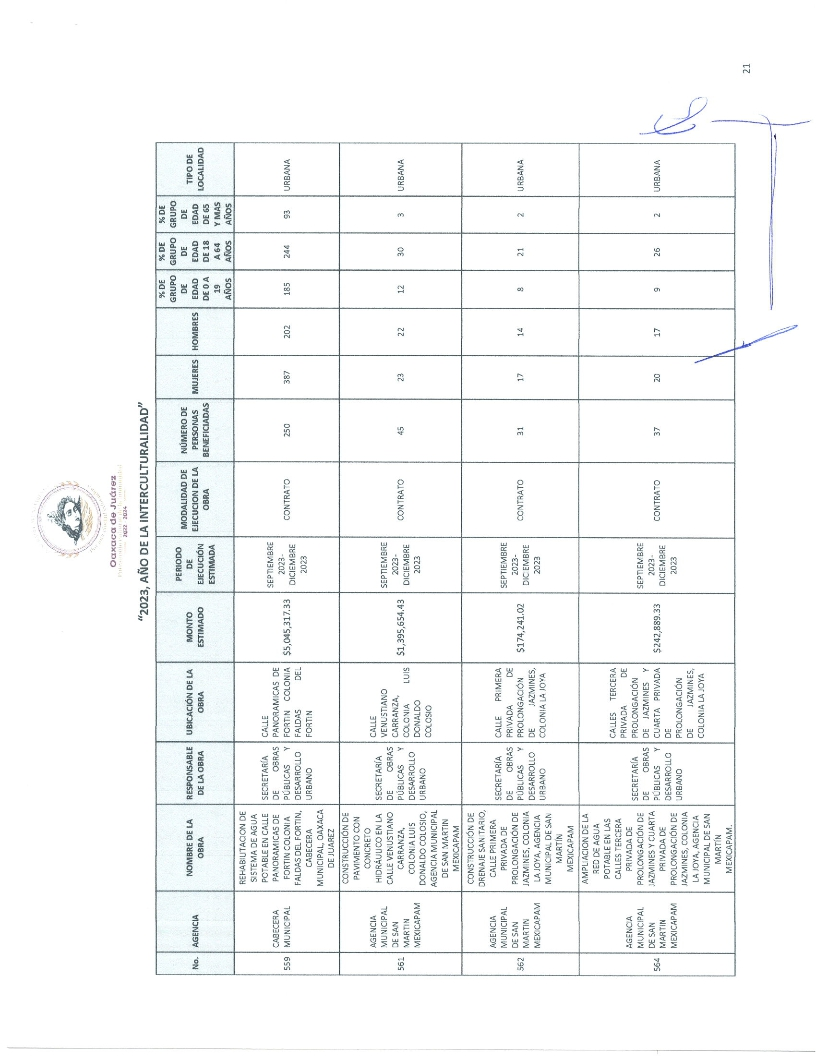 Oaxaca de Juárez
2022 2024
"2023, AÑO DE LA INTERCULTURALIDAD"
No.
AGENCIA
NOMBRE DE LA
OBRA
RESPONSABLE
DE LA OBRA
UBICACIÓN DE LA
OBRA
MONTO
ESTIMADO
PERIODO
DE
EJECUCIÓN
ESTIMADA
MODALIDAD DE
EJECUCION DE LA
OBRA
NÚMERO DE
PERSONAS
BENEFICIADAS
MUJERES
HOMBRES
% DE
GRUPO
DE
EDAD
DE 0 A
19
AÑOS
% DE
GRUPO
DE
EDAD
DE 18
A 64
AÑOS
% DE
GRUPO
DE
EDAD
DE 65
Y MAS
AÑOS
TIPO DE
LOCALIDAD
559
CABECERA
MUNICIPAL
REHABILITACION DE
SISTEMA DE AGUA
POTABLE EN CALLE
PANORAMICAS DE
FORTIN COLONIA
FALDAS DEL FORTIN,
CABECERA
MUNICIPAL, OAXACA
DE JUAREZ
SECRETARÍA
DE OBRAS
PÚBLICAS Y
DESARROLLO
URBANO
CALLE
PANORAMICAS DE
FORTIN COLONIA
FALDAS DEL
FORTIN
$5,045,317.33
SEPTIEMBRE
2023-
DICIEMBRE
2023
CONTRATO
250
387
202
185
244
93
URBANA
561
AGENCIA
MUNICIPAL
DE SAN
MARTIN
MEXICAPAM
CONSTRUCCIÓN DE
PAVIMENTO CON
CONCRETO
HIDRÁULICO EN LA
CALLE VENUSTIANO
CARRANZA,
COLONIA LUIS
DONALDO COLOSIO,
AGENCIA MUNICIPAL
DE SAN MARTIN
MEXICAPAM
SECRETARÍA
DE OBRAS
PÚBLICAS Y
DESARROLLO
URBANO
CALLE
VENUSTIANO
CARRANZA,
COLONIA LUIS
DONALDO
COLOSIO
$1,395,654.43
SEPTIEMBRE
2023-
DICIEMBRE
2023
CONTRATO
45
23
22
12
30
3
URBANA
562
AGENCIA
MUNICIPAL
DE SAN
MARTIN
MEXICAPAM
CONSTRUCCIÓN DE
DRENAJE SANITARIO,
CALLE PRIMERA
PRIVADA DE
PROLONGACIÓN DE
JAZMINES, COLONIA
LA JOYA, AGENCIA
MUNICIPAL DE SAN
MARTÍN
MEXICAPAM
SECRETARÍA
DE OBRAS
PÚBLICAS Y
DESARROLLO
URBANO
CALLE PRIMERA
PRIVADA DE
PROLONGACIÓN
DE JAZMINES,
COLONIA LA JOYA
$174,241.02
SEPTIEMBRE
2023-
DICIEMBRE
2023
CONTRATO
31
17
14
8
21
2
URBANA
564
AGENCIA
MUNICIPAL
DE SAN
MARTIN
MEXICAPAM
AMPLIACION DE LA
RED DE AGUA
POTABLE EN LAS
CALLES TERCERA
PRIVADA DE
PROLONGACIÓN DE
JAZMINES Y CUARTA
PRIVADA DE
PROLONGACIÓN DE
JAZMINES, COLONIA
LA JOYA, AGENCIA
MUNICIPAL DE SAN
MARTÍN
MEXICAPAM.
SECRETARÍA
DE OBRAS
PÚBLICAS Y
DESARROLLO
URBANO
CALLES TERCERA
PRIVADA DE
PROLONGACIÓN
DE JAZMINES Y
CUARTA PRIVADA
DE
PROLONGACIÓN
DE JAZMINES,
COLONIA LA JOYA
$242,889.33
SEPTIEMBRE
2023-
DICIEMBRE
2023
CONTRATO
37
20
17
9
26
2
URBANA
21